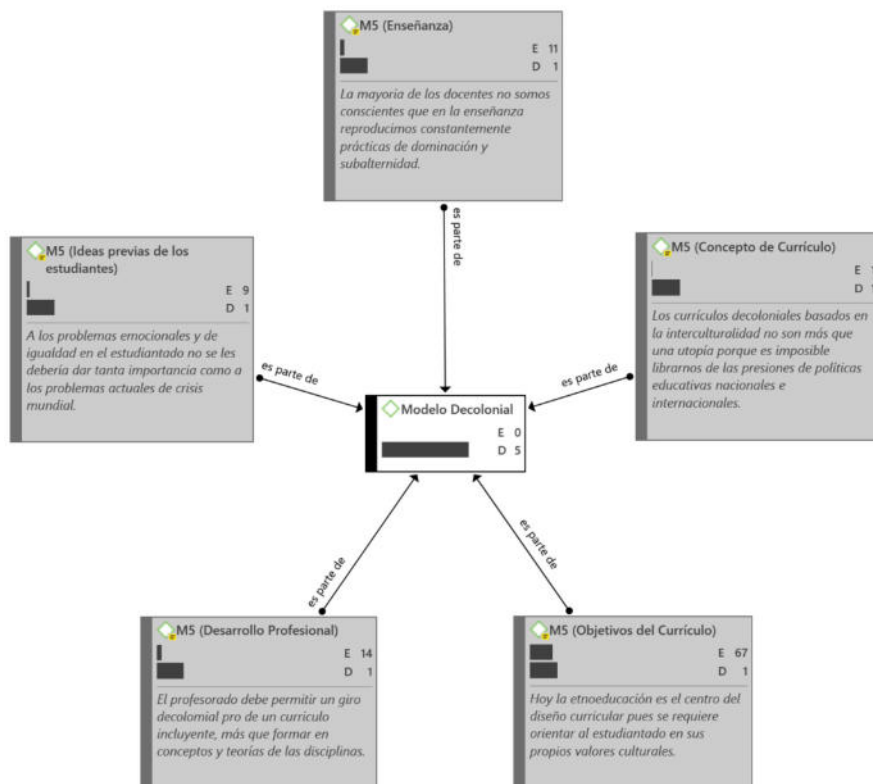 M5 (Enseñanza)
E 11
D 1
La mayoria de los docentes no somos
conscientes que en la enseñanza
reproducimos constantemente
prácticas de dominación y
subalternidad.
es parte de
M5 (Ideas previas de los
estudiantes)
E 9
D 1
A los problemas emocionales y de
igualdad en el estudiantado no se les
debería dar tanta importancia como a
los problemas actuales de crisis
mundial.
es parte de
M5 (Concepto de Currículo)
E 1
D 1
Los currículos decoloniales basados en
la interculturalidad no son más que
una utopía porque es imposible
librarnos de las presiones de políticas
educativas nacionales e
internacionales.
es parte de
Modelo Decolonial
E 0
D 5
es parte de
es parte de
M5 (Desarrollo Profesional)
E 14
D 1
El profesorado debe permitir un giro
decolomial pro de un curriculo
incluyente, más que formar en
conceptos y teorías de las disciplinas.
M5 (Objetivos del Currículo)
E 67
D 1
Hoy la etnoeducación es el centro del
diseño curricular pues se requiere
orientar al estudiantado en sus
propios valores culturales.